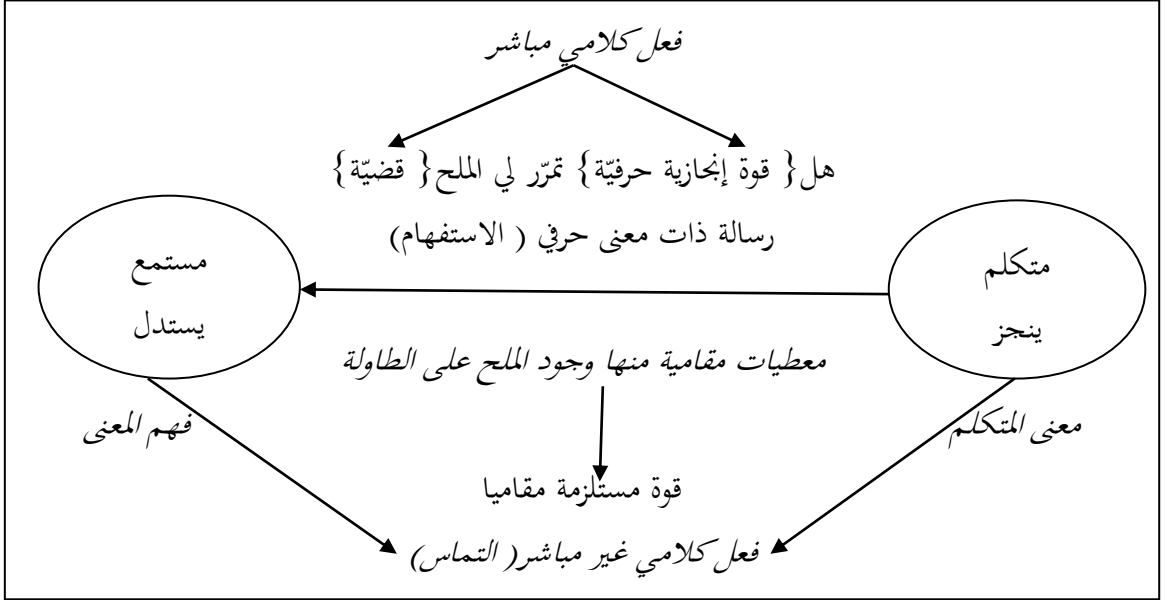 فعل كلامي مباشر
هل{ قوة إنجازية حرفيّة} تمرّر لي الملح{ قضيّة}
رسالة ذات معنى حرفي ( الاستفهام)
متكلم
ينجز
مستمع
يستدل
معطيات مقامية منها وجود الملح على الطاولة
معنى المتكلم
فهم المعنى
قوة مستلزمة مقاميا
فعل كلامي غير مباشر( التماس)